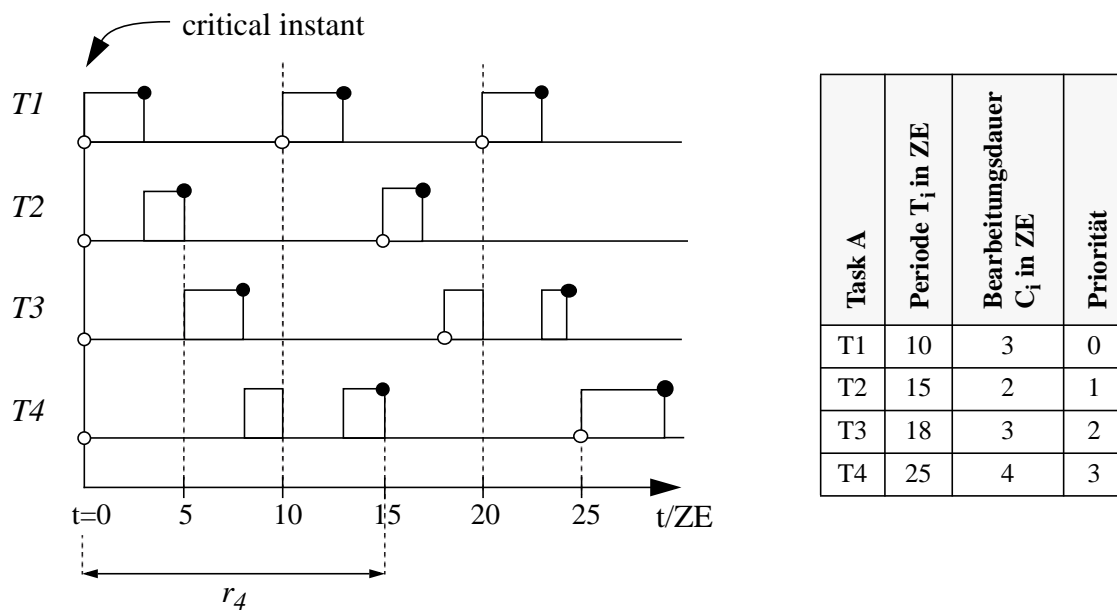 critical instant
T1
T2
T3
T4
t=0 5 10 15 20 25 t/ZE
r4
Task A
Periode Ti in ZE
Bearbeitungsdauer
Ci in ZE
Priorität
T1 10 3 0
T2 15 2 1
T3 18 3 2
T4 25 4 3